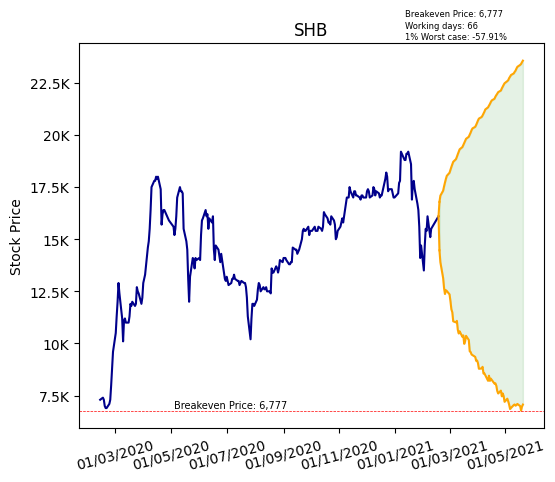 Breakeven Price: 6,777
Working days: 66
1% Worst case: -57.91%
SHB
Stock Price
22.5K
20K
17.5K
15K
12.5K
10K
7.5K
Breakeven Price: 6,777
01/03/2020
01/05/2020
01/07/2020
01/09/2020
01/11/2020
01/01/2021
01/03/2021
01/05/2021